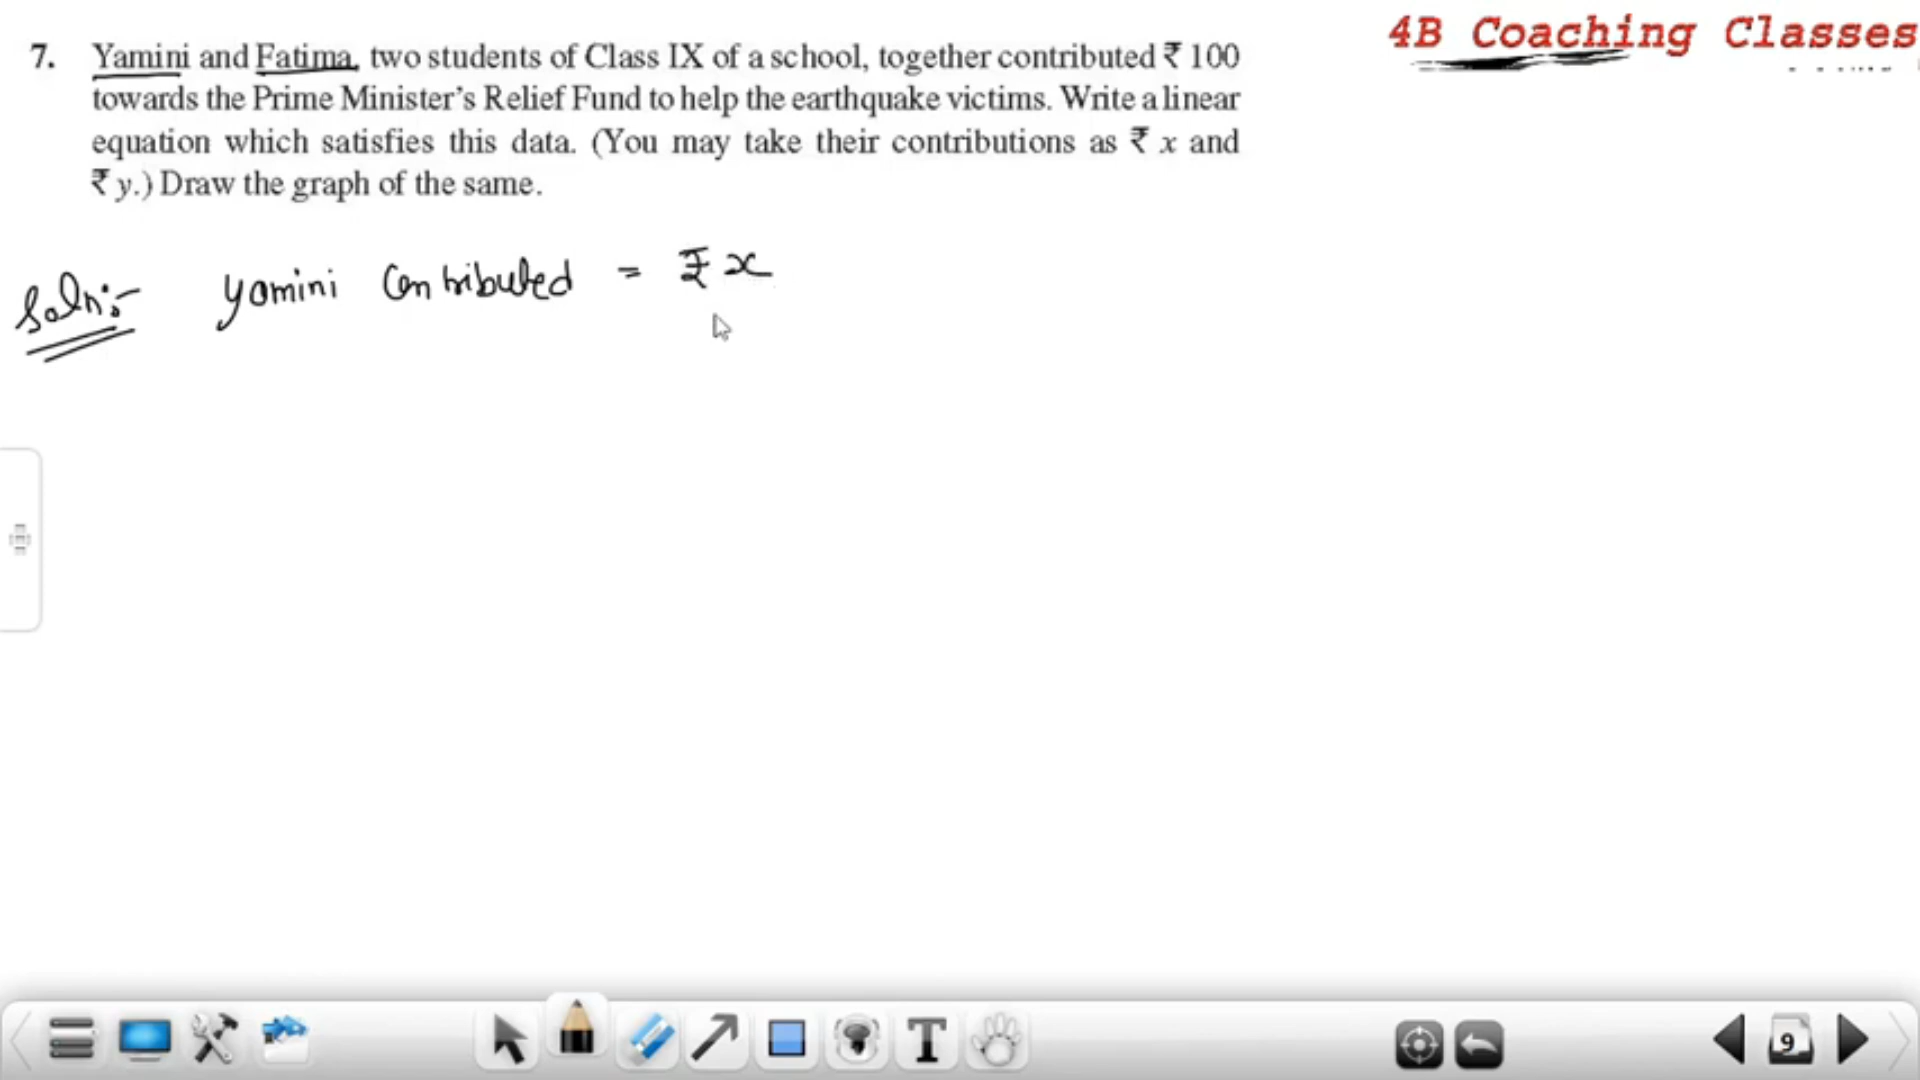 4B Coaching Classes
7. Yamini and Fatima, two students of Class IX of a school, together contributed ₹ 100
towards the Prime Minister's Relief Fund to help the earthquake victims. Write a linear
equation which satisfies this data. (You may take their contributions as ₹ x and
₹ y.) Draw the graph of the same.
Soln:- Yamini Contributed = ₹ x
T
9